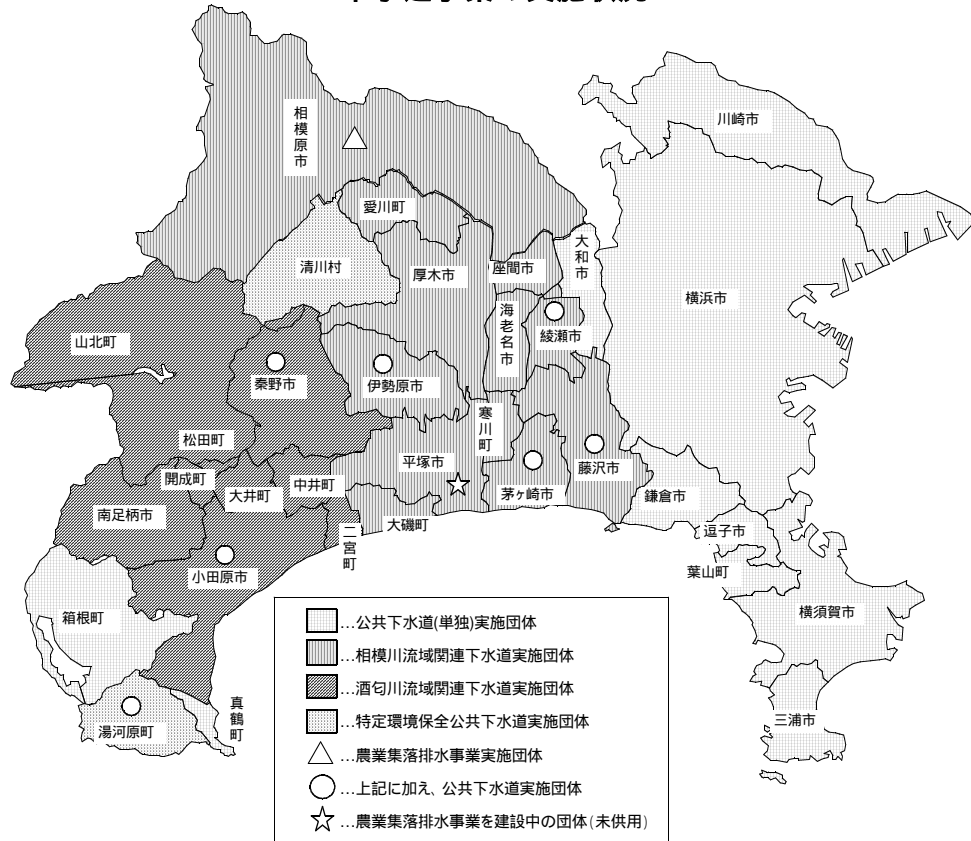 川崎市
相模原市
愛川町
大和市
清川村
厚木市
座間市
横浜市
海老名市
綾瀬市
山北町
秦野市
伊勢原市
寒川町
松田町
平塚市
藤沢市
開成町
大井町
中井町
茅ヶ崎市
鎌倉市
南足柄市
大磯町
逗子市
二宮町
葉山町
小田原市
箱根町
横須賀市
真鶴町
湯河原町
三浦市
…公共下水道(単独)実施団体
…相模川流域関連下水道実施団体
…酒匂川流域関連下水道実施団体
…特定環境保全公共下水道実施団体
…農業集落排水事業実施団体
…上記に加え、公共下水道実施団体
…農業集落排水事業を建設中の団体(未供用)